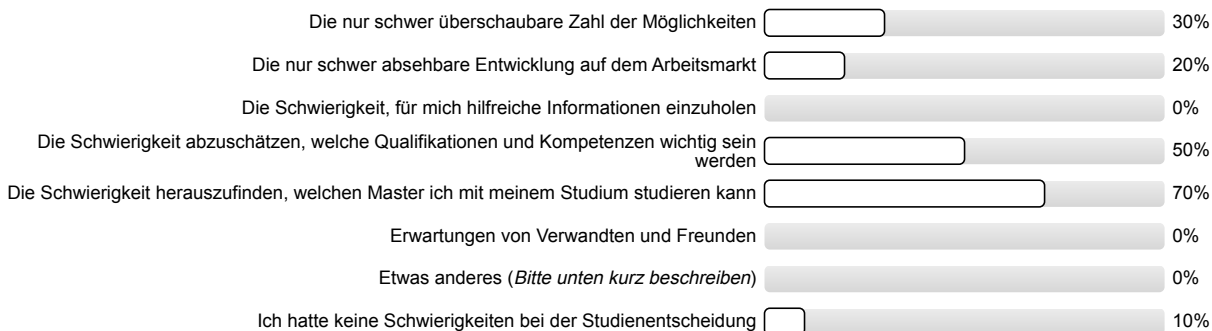 Die nur schwer überschaubare Zahl der Möglichkeiten 30%
Die nur schwer absehbare Entwicklung auf dem Arbeitsmarkt 20%
Die Schwierigkeit, für mich hilfreiche Informationen einzuholen 0%
Die Schwierigkeit abzuschätzen, welche Qualifikationen und Kompetenzen wichtig sein
werden 50%
Die Schwierigkeit herauszufinden, welchen Master ich mit meinem Studium studieren kann 70%
Erwartungen von Verwandten und Freunden 0%
Etwas anderes (Bitte unten kurz beschreiben) 0%
Ich hatte keine Schwierigkeiten bei der Studienentscheidung 10%